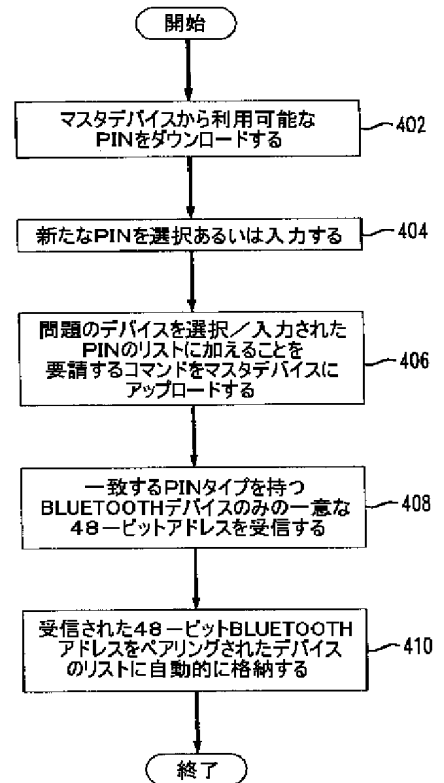 開始
マスタデバイスから利用可能な
PINをダウンロードする
402
新たなPINを選択あるいは入力する
404
問題のデバイスを選択／入力された
PINのリストに加えることを
要請するコマンドをマスタデバイスに
アップロードする
406
一致するPINタイプを持つ
BLUETOOTHデバイスのみの一意な
48－ビットアドレスを受信する
408
受信された48－ビットBLUETOOTH
アドレスをペアリングされたデバイス
のリストに自動的に格納する
410
終了